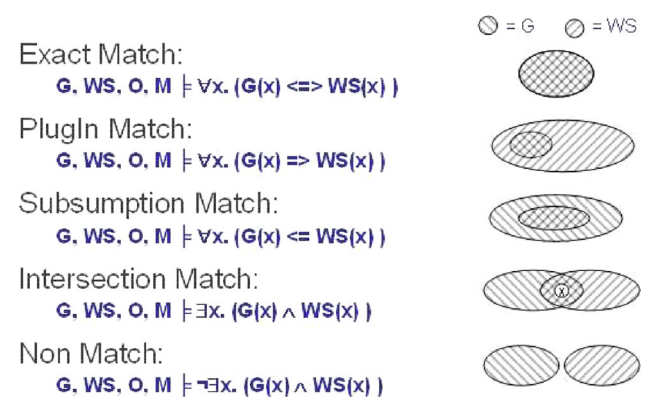 = G = WS
Exact Match:
G, WS, O, M ⊧ ∀x. (G(x) <=> WS(x) )
PlugIn Match:
G, WS, O, M ⊧ ∀x. (G(x) => WS(x) )
Subsumption Match:
G, WS, O, M ⊧ ∀x. (G(x) <= WS(x) )
Intersection Match:
G, WS, O, M ⊧ ∃x. (G(x) ∧ WS(x) )
X
Non Match:
G, WS, O, M ⊧ ¬∃x. (G(x) ∧ WS(x) )